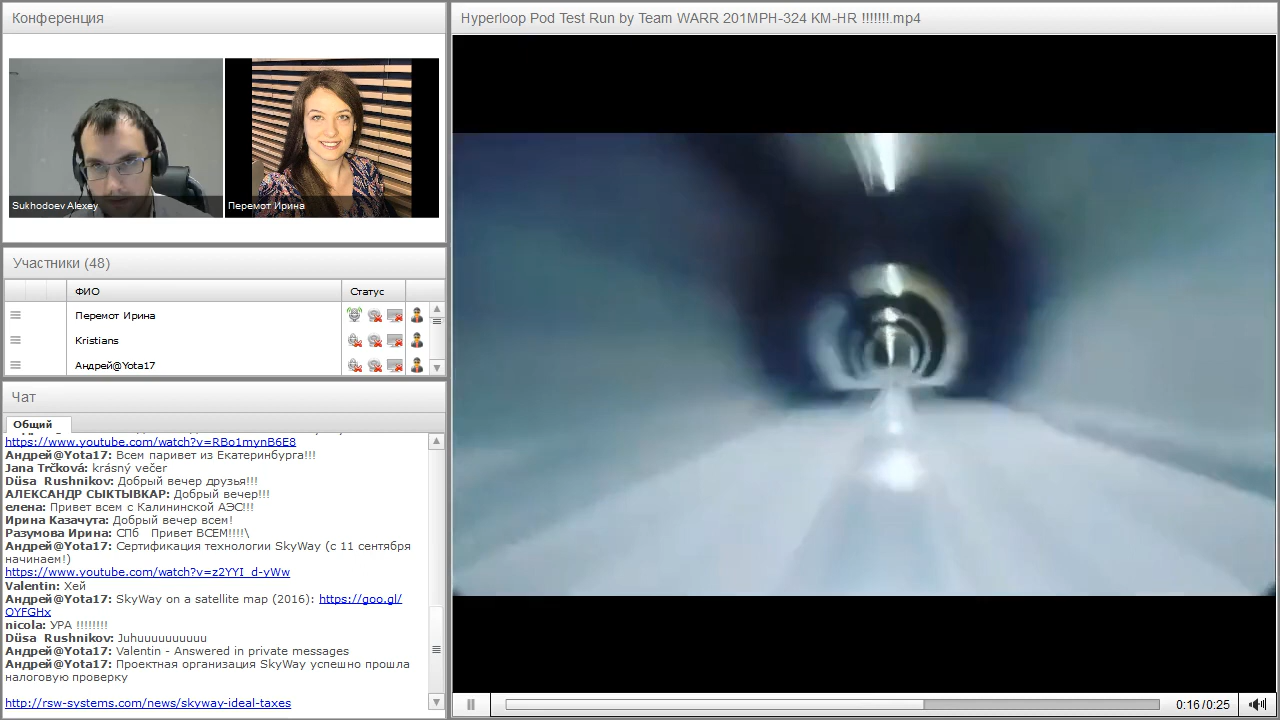 Конференция
Sukhodoev Alexey
Перемот Ирина
Участники (48)
ФИО
Статус
Перемот Ирина
Kristians
Андрей@Yota17
Чат
Общий
https://www.youtube.com/watch?v=RBo1mynB6E8
Андрей@Yota17: Всем паривет из Екатеринбурга!!!
Jana Trčková: krásný večer
Düsa Rushnikov: Добрый вечер друзья!!!
АЛЕКСАНДР СЫКТЫВКАР: Добрый вечер!!!
елена: Привет всем с Калининской АЭС!!!
Ирина Казачута: Добрый вечер всем!
Разумова Ирина: СПб Привет ВСЕМ!!!!\
Андрей@Yota17: Сертификация технологии SkyWay (с 11 сентября
начинаем!)
https://www.youtube.com/watch?v=z2YYI_d-yWw
Valentin: Хей
Андрей@Yota17: SkyWay on a satellite map (2016): https://goo.gl/
OYFGHx
nicola: УРА !!!!!!!!
Düsa Rushnikov: Juhuuuuuuuuuu
Андрей@Yota17: Valentin - Answered in private messages
Андрей@Yota17: Проектная организация SkyWay успешно прошла
налоговую проверку
http://rsw-systems.com/news/skyway-ideal-taxes
Hyperloop Pod Test Run by Team WARR 201MPH-324 KM-HR !!!!!!!.mp4
0:16/0:25